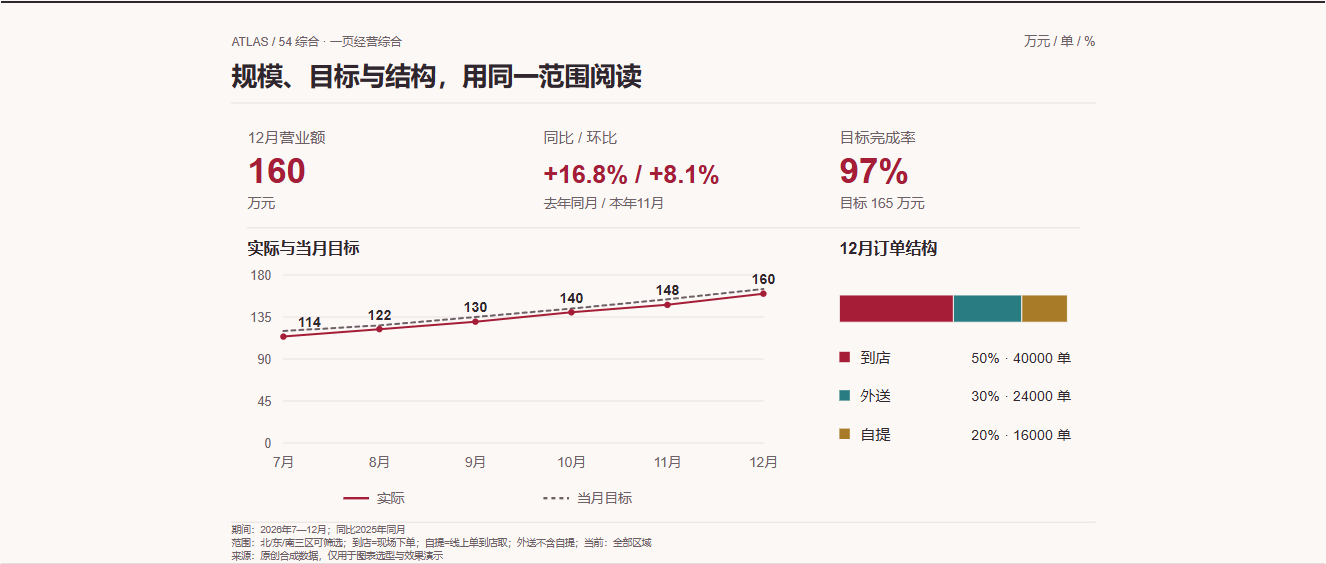 ATLAS / 54 综合 · 一页经营综合
万元 / 单 / %
规模、目标与结构，用同一范围阅读
12月营业额
160
万元
同比 / 环比
+16.8% / +8.1%
去年同月 / 本年11月
目标完成率
97%
目标 165 万元
实际与当月目标
180
135
90
45
0
114
122
130
140
148
160
7月
8月
9月
10月
11月
12月
实际
当月目标
12月订单结构
到店 50% · 40000 单
外送 30% · 24000 单
自提 20% · 16000 单
期间：2026年7—12月；同比2025年同月
范围：北/东/南三区可筛选；到店=现场下单；自提=线上单到店取；外送不含自提；当前：全部区域
来源：原创合成数据，仅用于图表选型与效果演示